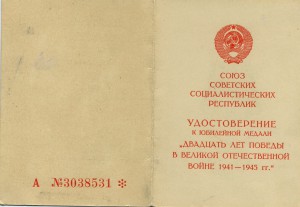 А №3038531 *
СОЮЗ
СОВЕТСКИХ
СОЦИАЛИСТИЧЕСКИХ
РЕСПУБЛИК
УДОСТОВЕРЕНИЕ
К ЮБИЛЕЙНОЙ МЕДАЛИ
„ДВАДЦАТЬ ЛЕТ ПОБЕДЫ
В ВЕЛИКОЙ ОТЕЧЕСТВЕННОЙ
ВОЙНЕ 1941—1945 гг."